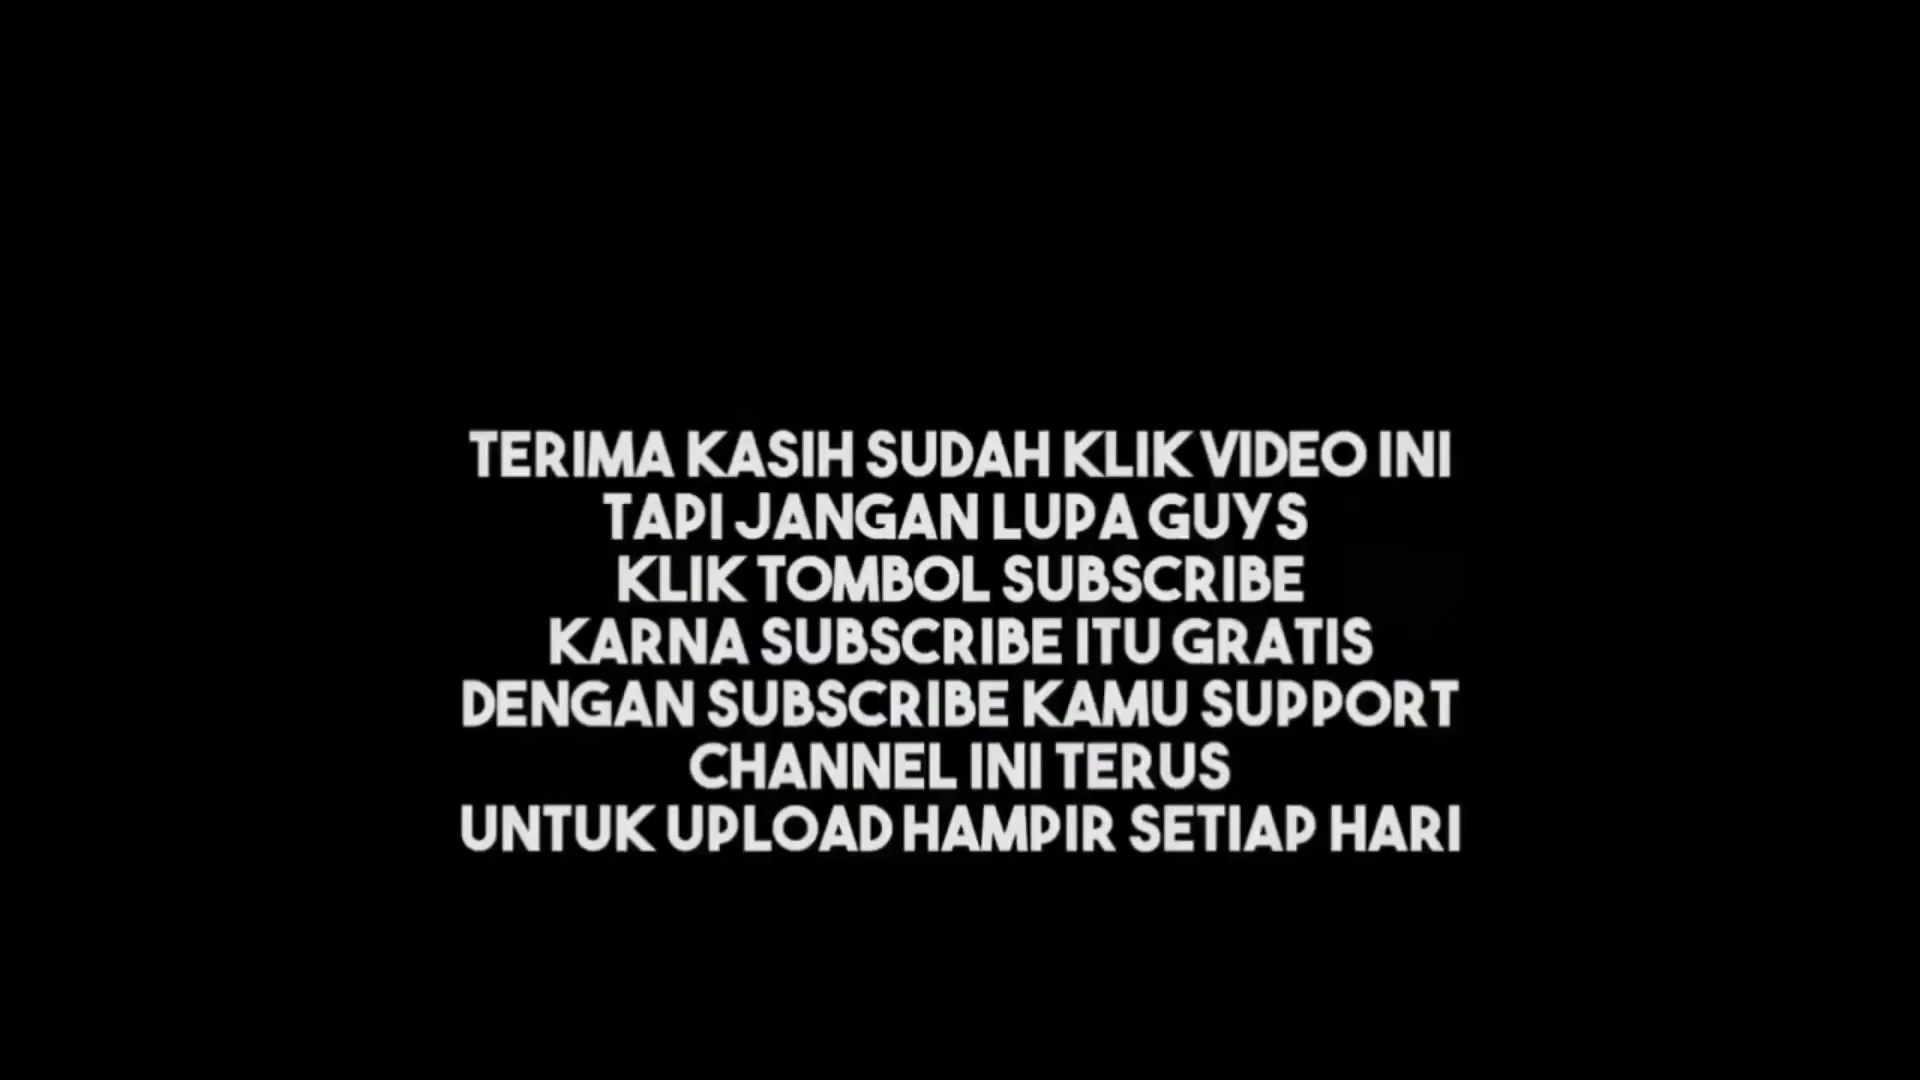 TERIMA KASIH SUDAH KLIK VIDEO INI
TAPI JANGAN LUPA GUYS
KLIK TOMBOL SUBSCRIBE
KARNA SUBSCRIBE ITU GRATIS
DENGAN SUBSCRIBE KAMU SUPPORT
CHANNEL INI TERUS
UNTUK UPLOAD HAMPIR SETIAP HARI